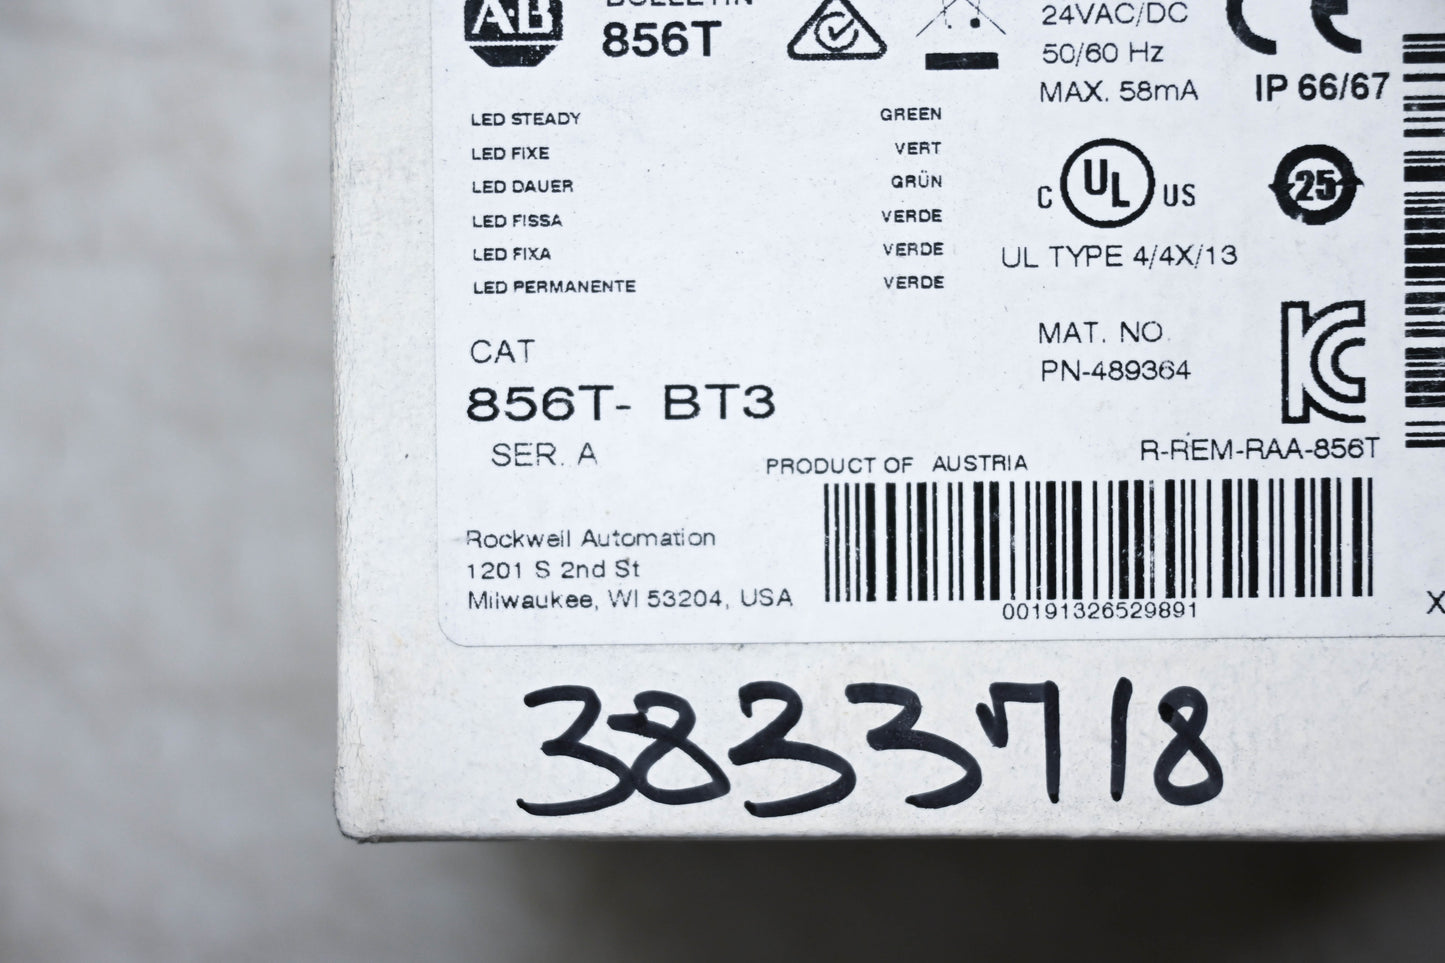 A-B
BULLETIN
856T
24VAC/DC
50/60 Hz
MAX. 58mA
CE
IP 66/67
LED STEADY GREEN
LED FIXE VERT
LED DAUER GRÜN
LED FISSA VERDE
LED FIXA VERDE
LED PERMANENTE VERDE
C UL US
25
UL TYPE 4/4X/13
CAT
856T- BT3
SER. A
MAT. NO.
PN-489364
KC
R-REM-RAA-856T
PRODUCT OF AUSTRIA
Rockwell Automation
1201 S 2nd St
Milwaukee, WI 53204, USA
00191326529891
X
3833718